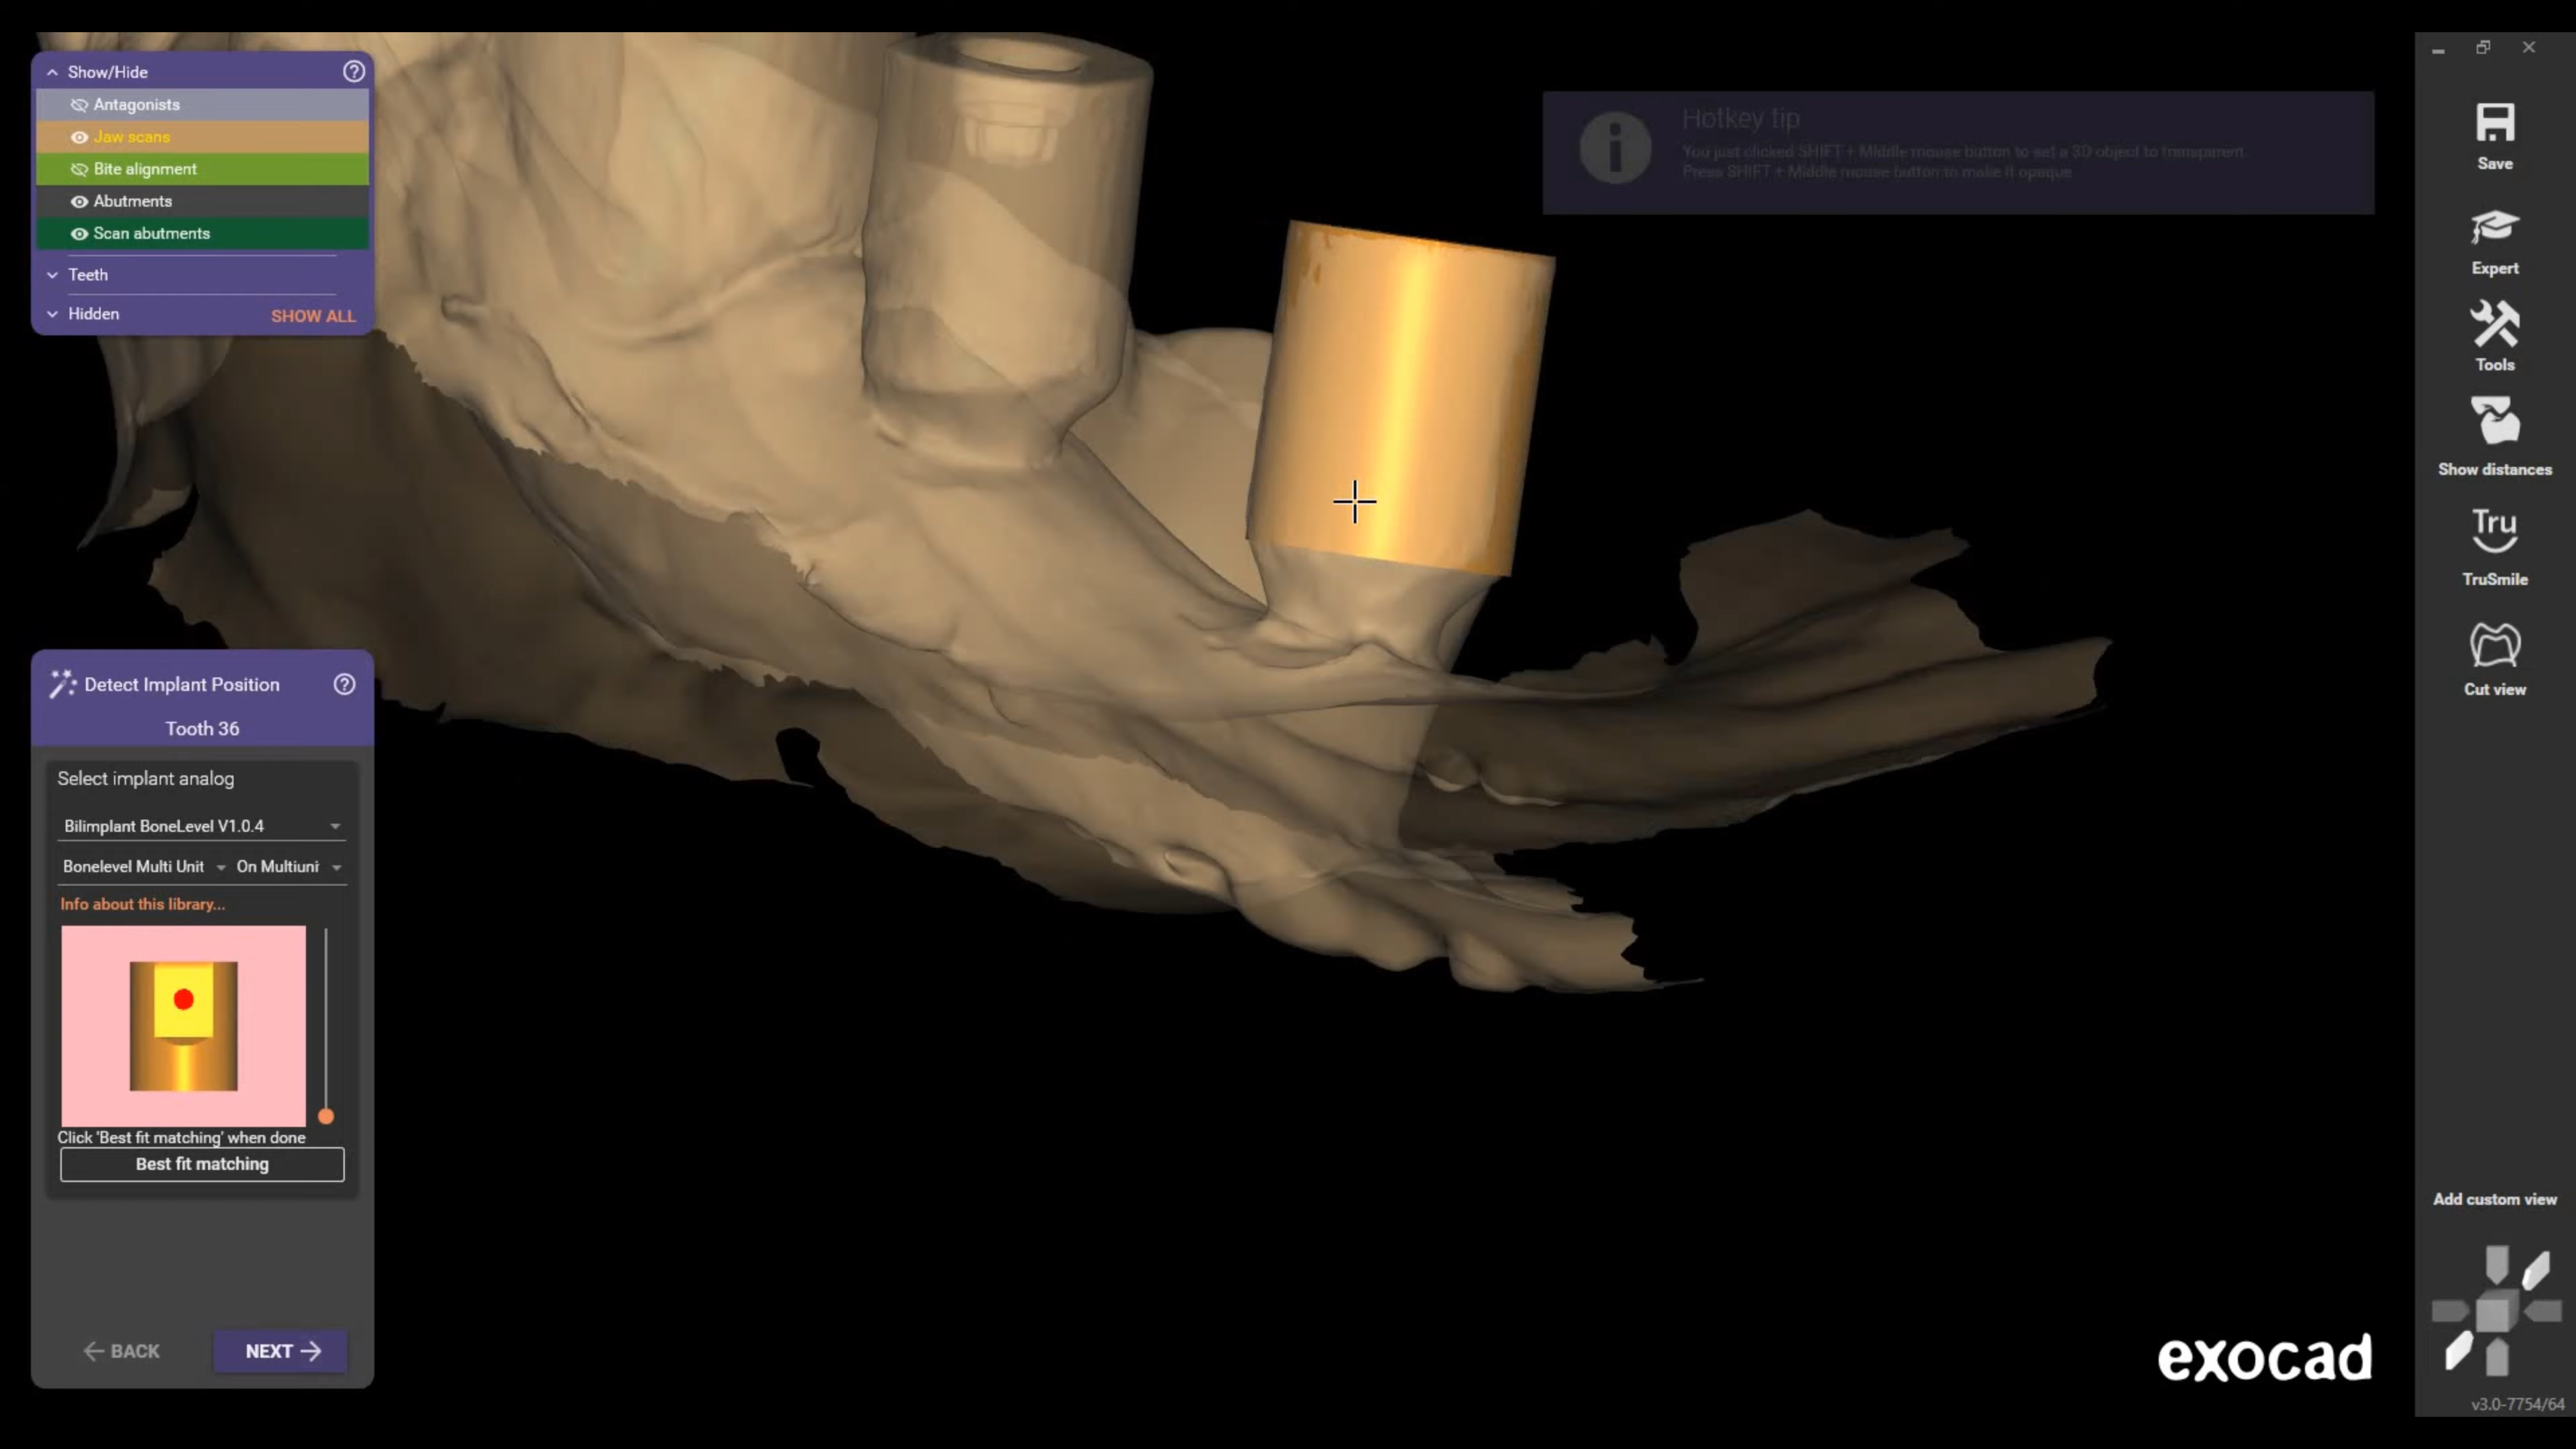 Show/Hide
Antagonists
Jaw scans
Bite alignment
Abutments
Scan abutments
Teeth
Hidden
SHOW ALL
Hotkey tip
You just clicked SHIFT + Middle mouse button to set a 3D object to transparent.
Press SHIFT + Middle mouse button to make it opaque
Save
Expert
Tools
Show distances
Tru
TruSmile
Cut view
Detect Implant Position
Tooth 36
Select implant analog
Bilimplant BoneLevel V1.0.4
Bonelevel Multi Unit
On Multiuni
Info about this library...
Click 'Best fit matching' when done
Best fit matching
BACK
NEXT
Add custom view
exocad
v3.0-7754/64